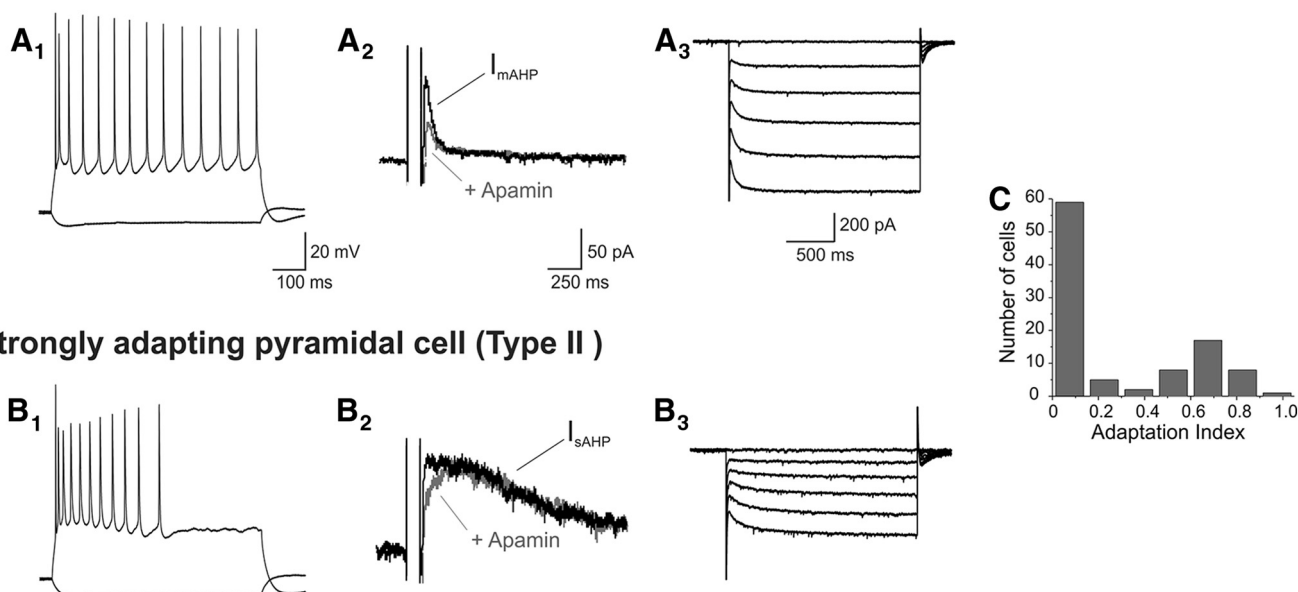 A1
A2
A3
ImAHP
+ Apamin
20 mV
100 ms
50 pA
250 ms
200 pA
500 ms
C
Number of cells
60
50
40
30
20
10
0
0 0.2 0.4 0.6 0.8 1.0
Adaptation Index
trongly adapting pyramidal cell (Type II )
B1
B2
B3
IsAHP
+ Apamin